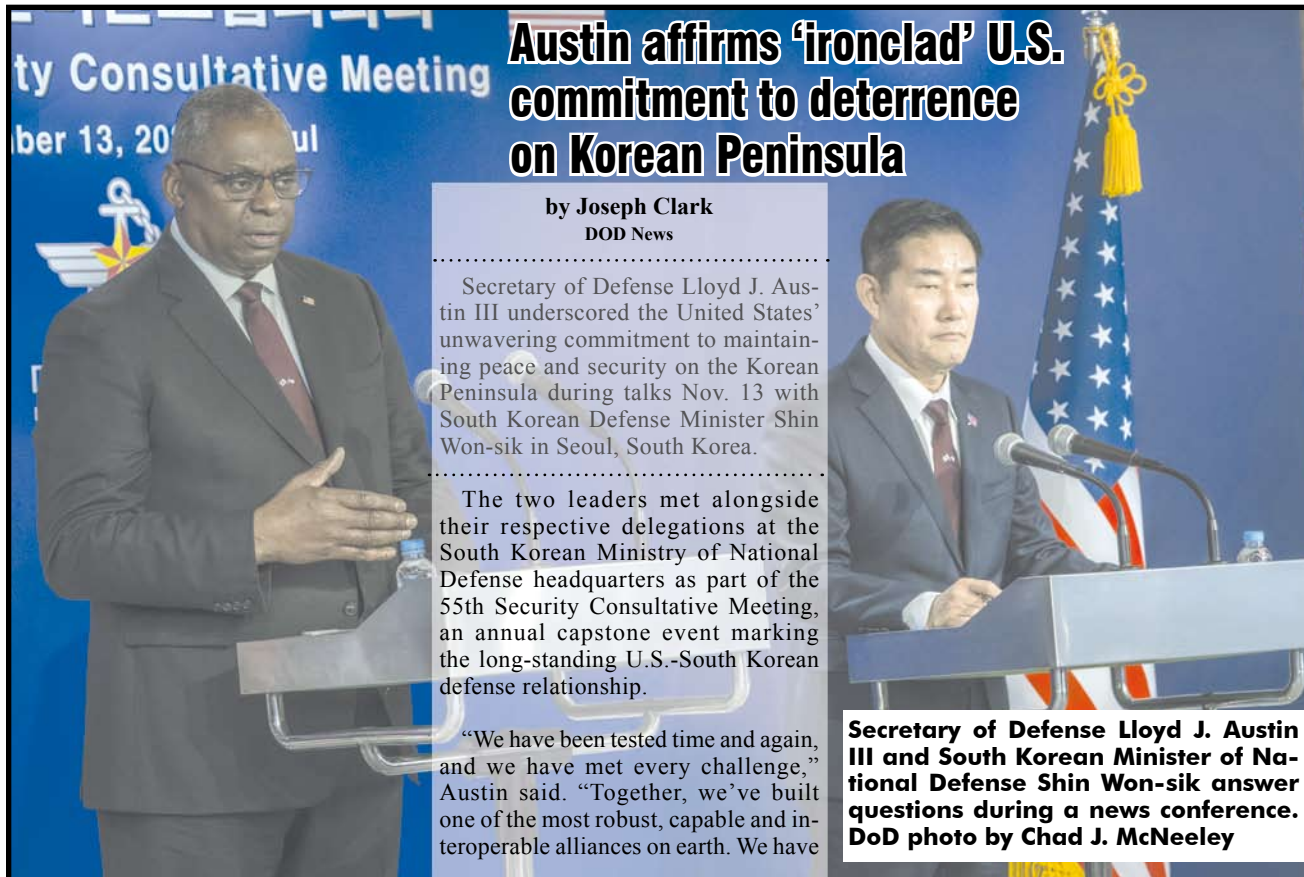 ty Consultative Meeting
ber 13, 20 ul
Austin affirms ‘ironclad’ U.S.
commitment to deterrence
on Korean Peninsula
by Joseph Clark
DOD News
Secretary of Defense Lloyd J. Aus-
tin III underscored the United States’
unwavering commitment to maintain-
ing peace and security on the Korean
Peninsula during talks Nov. 13 with
South Korean Defense Minister Shin
Won-sik in Seoul, South Korea.
The two leaders met alongside
their respective delegations at the
South Korean Ministry of National
Defense headquarters as part of the
55th Security Consultative Meeting,
an annual capstone event marking
the long-standing U.S.-South Korean
defense relationship.
“We have been tested time and again,
and we have met every challenge,”
Austin said. “Together, we’ve built
one of the most robust, capable and in-
teroperable alliances on earth. We have
Secretary of Defense Lloyd J. Austin
III and South Korean Minister of Na-
tional Defense Shin Won-sik answer
questions during a news conference.
DoD photo by Chad J. McNeeley